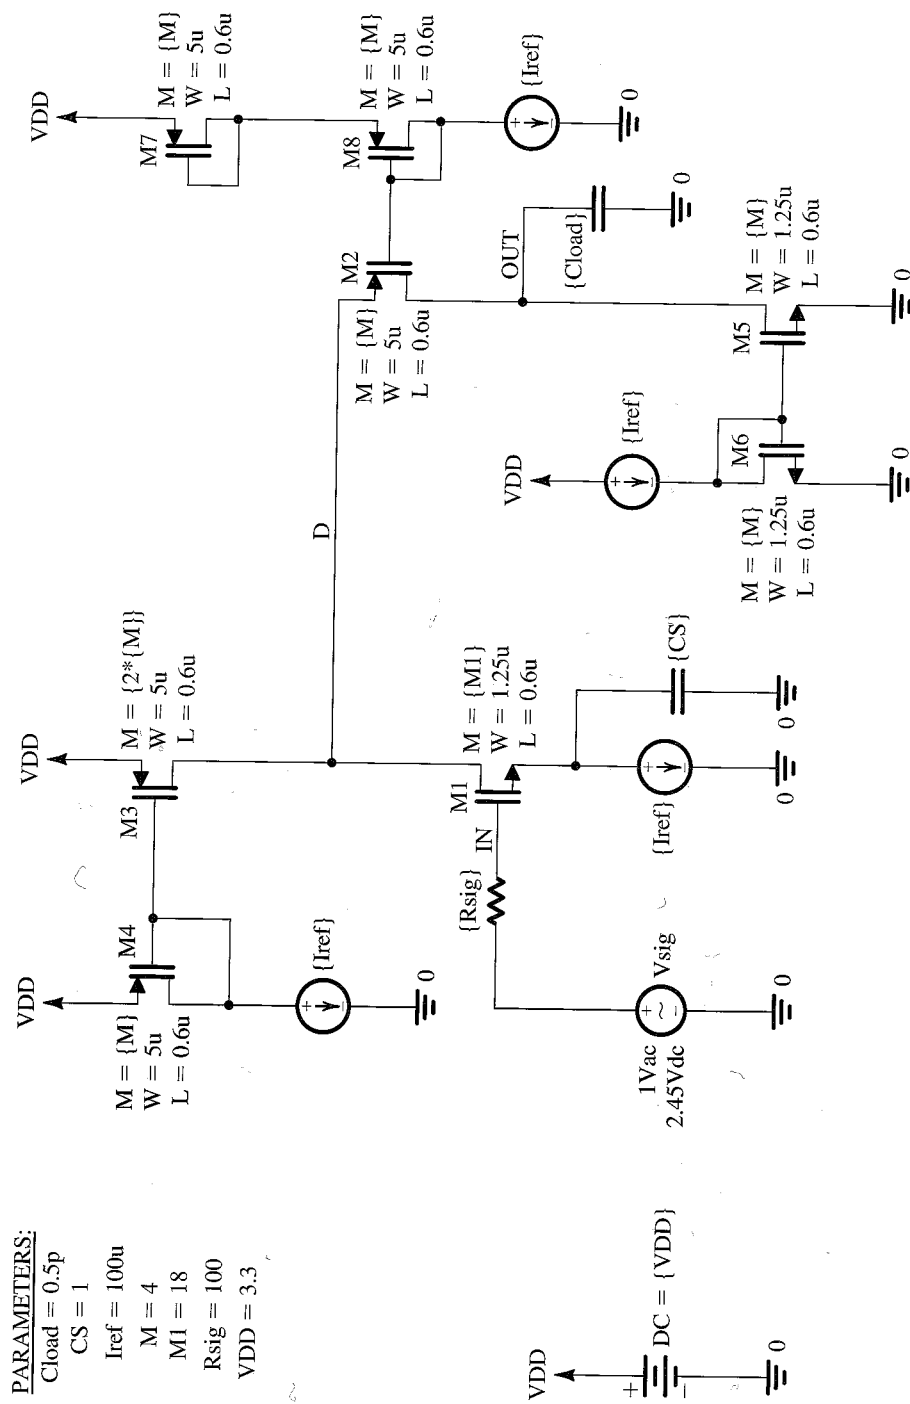 PARAMETERS:
Cload = 0.5p
CS = 1
Iref = 100u
M = 4
M1 = 18
Rsig = 100
VDD = 3.3
VDD
+
−
DC = {VDD}
0
VDD
M = {M}
W = 5u
L = 0.6u
M4
+
−
{Iref}
0
VDD
M3
M = {2*{M}}
W = 5u
L = 0.6u
D
1Vac
2.45Vdc
+
~
−
Vsig
0
{Rsig}
IN
M1
M = {M1}
W = 1.25u
L = 0.6u
{Iref}
+
−
0
{CS}
0
VDD
M7
M = {M}
W = 5u
L = 0.6u
M2
M = {M}
W = 5u
L = 0.6u
M8
M = {M}
W = 5u
L = 0.6u
+
−
{Iref}
0
OUT
{Cload}
0
VDD
+
−
{Iref}
M6
M = {M}
W = 1.25u
L = 0.6u
0
M5
M = {M}
W = 1.25u
L = 0.6u
0